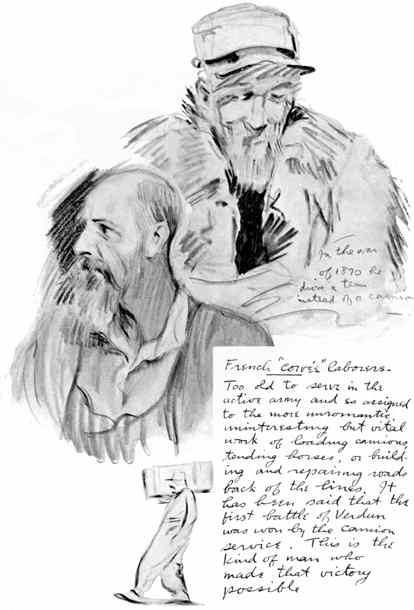 In the war
of 1870 he
drove a team
instead of a camion
French "corvée" laborers.
Too old to serve in the
active army and so assigned
to the more unromantic,
uninteresting but vital
work of loading camions
tending horses, or build-
ing and repairing roads
back of the lines. It
has been said that the
first battle of Verdun
was won by the camion
service. This is the
kind of man who
made that victory
possible